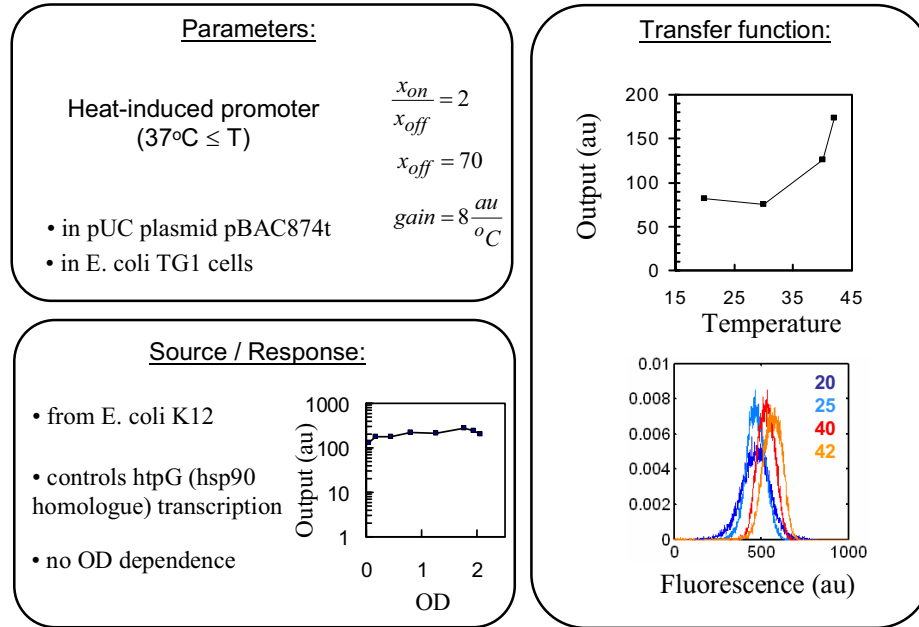 Parameters:
Heat-induced promoter
(37°C ≤ T)
x_on / x_off = 2
x_off = 70
gain = 8 au / °C
• in pUC plasmid pBAC874t
• in E. coli TG1 cells
Source / Response:
• from E. coli K12
• controls htpG (hsp90
homologue) transcription
• no OD dependence
Output (au)
1000
100
10
1
0 1 2
OD
Transfer function:
Output (au)
200
150
100
50
0
15 25 35 45
Temperature
0.01
0.008
0.006
0.004
0.002
0
20
25
40
42
0 500 1000
Fluorescence (au)